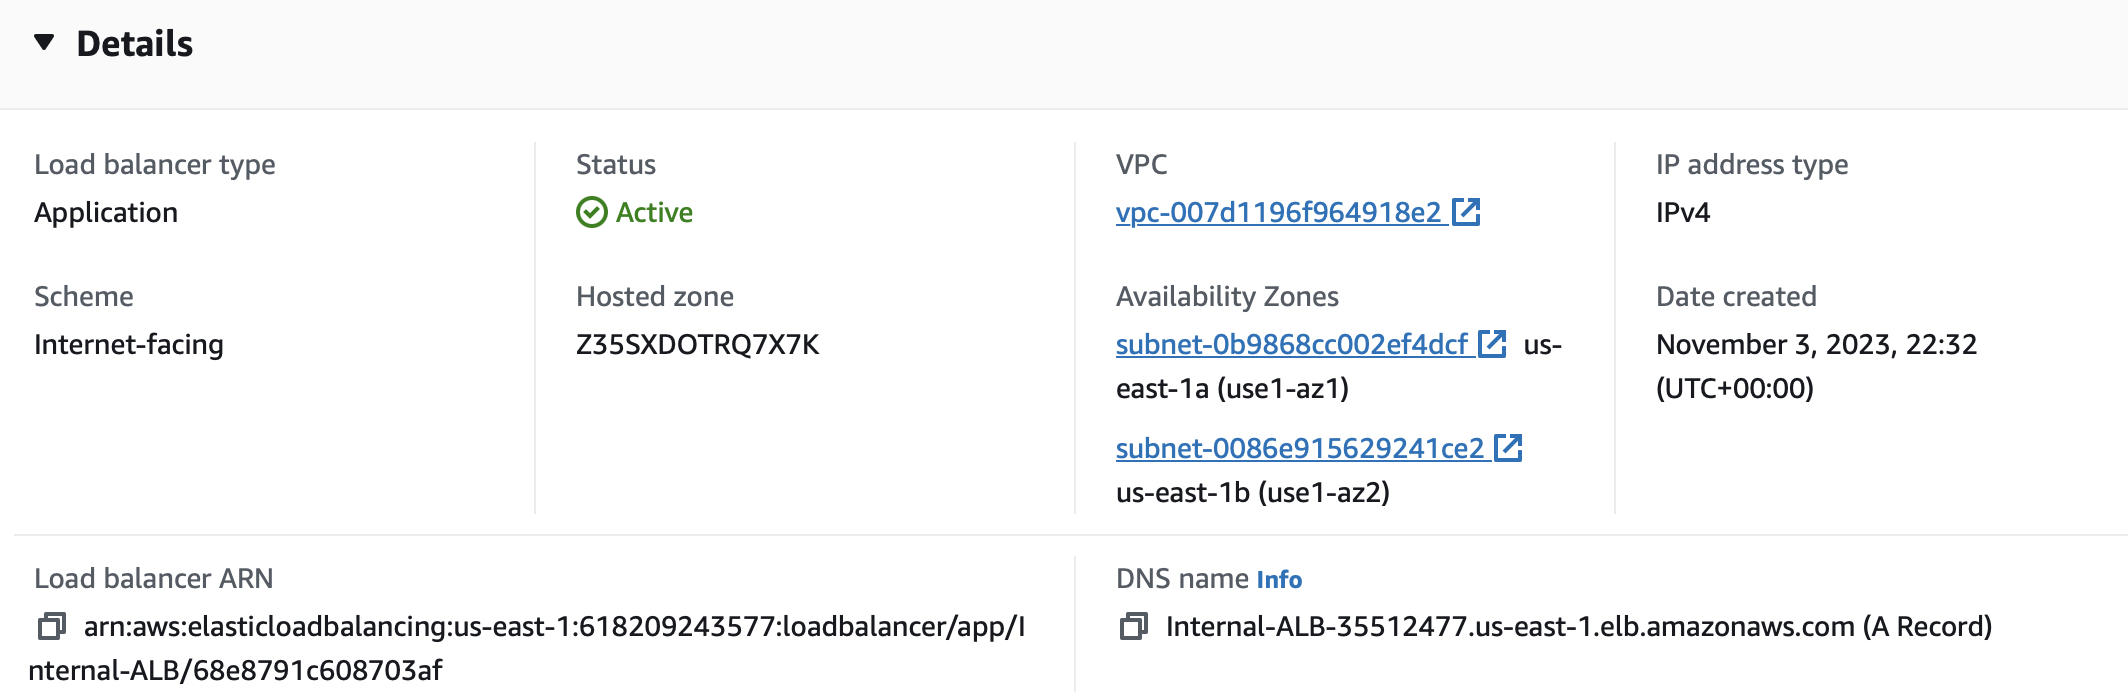 Details
Load balancer type
Application
Scheme
Internet-facing
Status
Active
Hosted zone
Z35SXDOTRQ7X7K
VPC
vpc-007d1196f964918e2
Availability Zones
subnet-0b9868cc002ef4dcf us-
east-1a (use1-az1)
subnet-0086e915629241ce2
us-east-1b (use1-az2)
IP address type
IPv4
Date created
November 3, 2023, 22:32
(UTC+00:00)
Load balancer ARN
arn:aws:elasticloadbalancing:us-east-1:618209243577:loadbalancer/app/I
nternal-ALB/68e8791c608703af
DNS name Info
Internal-ALB-35512477.us-east-1.elb.amazonaws.com (A Record)